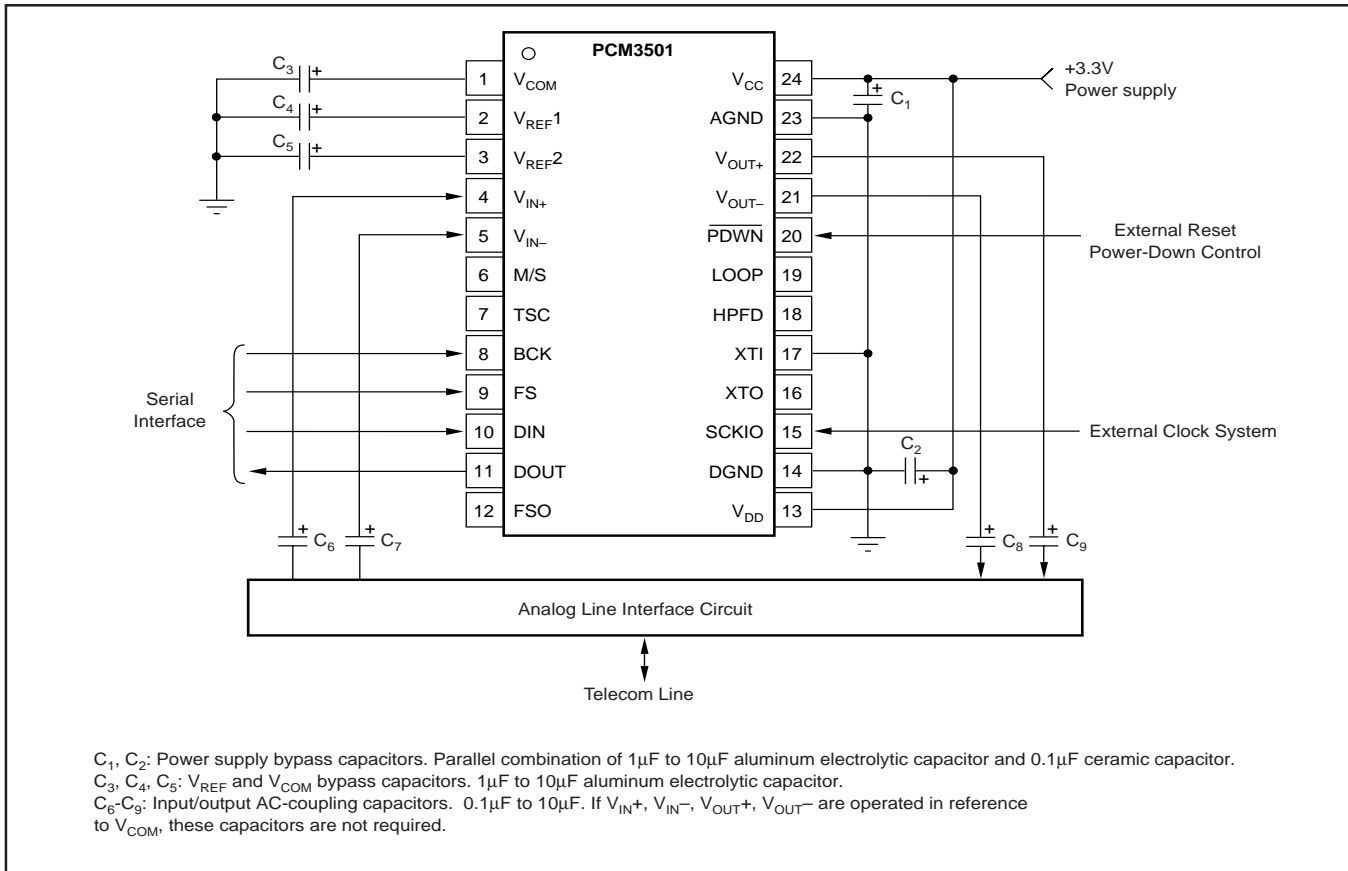 PCM3501
C3 +
C4 +
C5 +
1 VCOM
2 VREF1
3 VREF2
4 VIN+
5 VIN–
6 M/S
7 TSC
8 BCK
9 FS
10 DIN
11 DOUT
12 FSO
VCC 24
AGND 23
VOUT+ 22
VOUT– 21
PDWN 20
LOOP 19
HPFD 18
XTI 17
XTO 16
SCKIO 15
DGND 14
VDD 13
+ C1
+3.3V
Power supply
External Reset
Power-Down Control
External Clock System
C2
+
Serial
Interface
+ C6
+ C7
+ C8
+ C9
Analog Line Interface Circuit
Telecom Line
C1, C2: Power supply bypass capacitors. Parallel combination of 1µF to 10µF aluminum electrolytic capacitor and 0.1µF ceramic capacitor.
C3, C4, C5: VREF and VCOM bypass capacitors. 1µF to 10µF aluminum electrolytic capacitor.
C6-C9: Input/output AC-coupling capacitors. 0.1µF to 10µF. If VIN+, VIN–, VOUT+, VOUT– are operated in reference
to VCOM, these capacitors are not required.